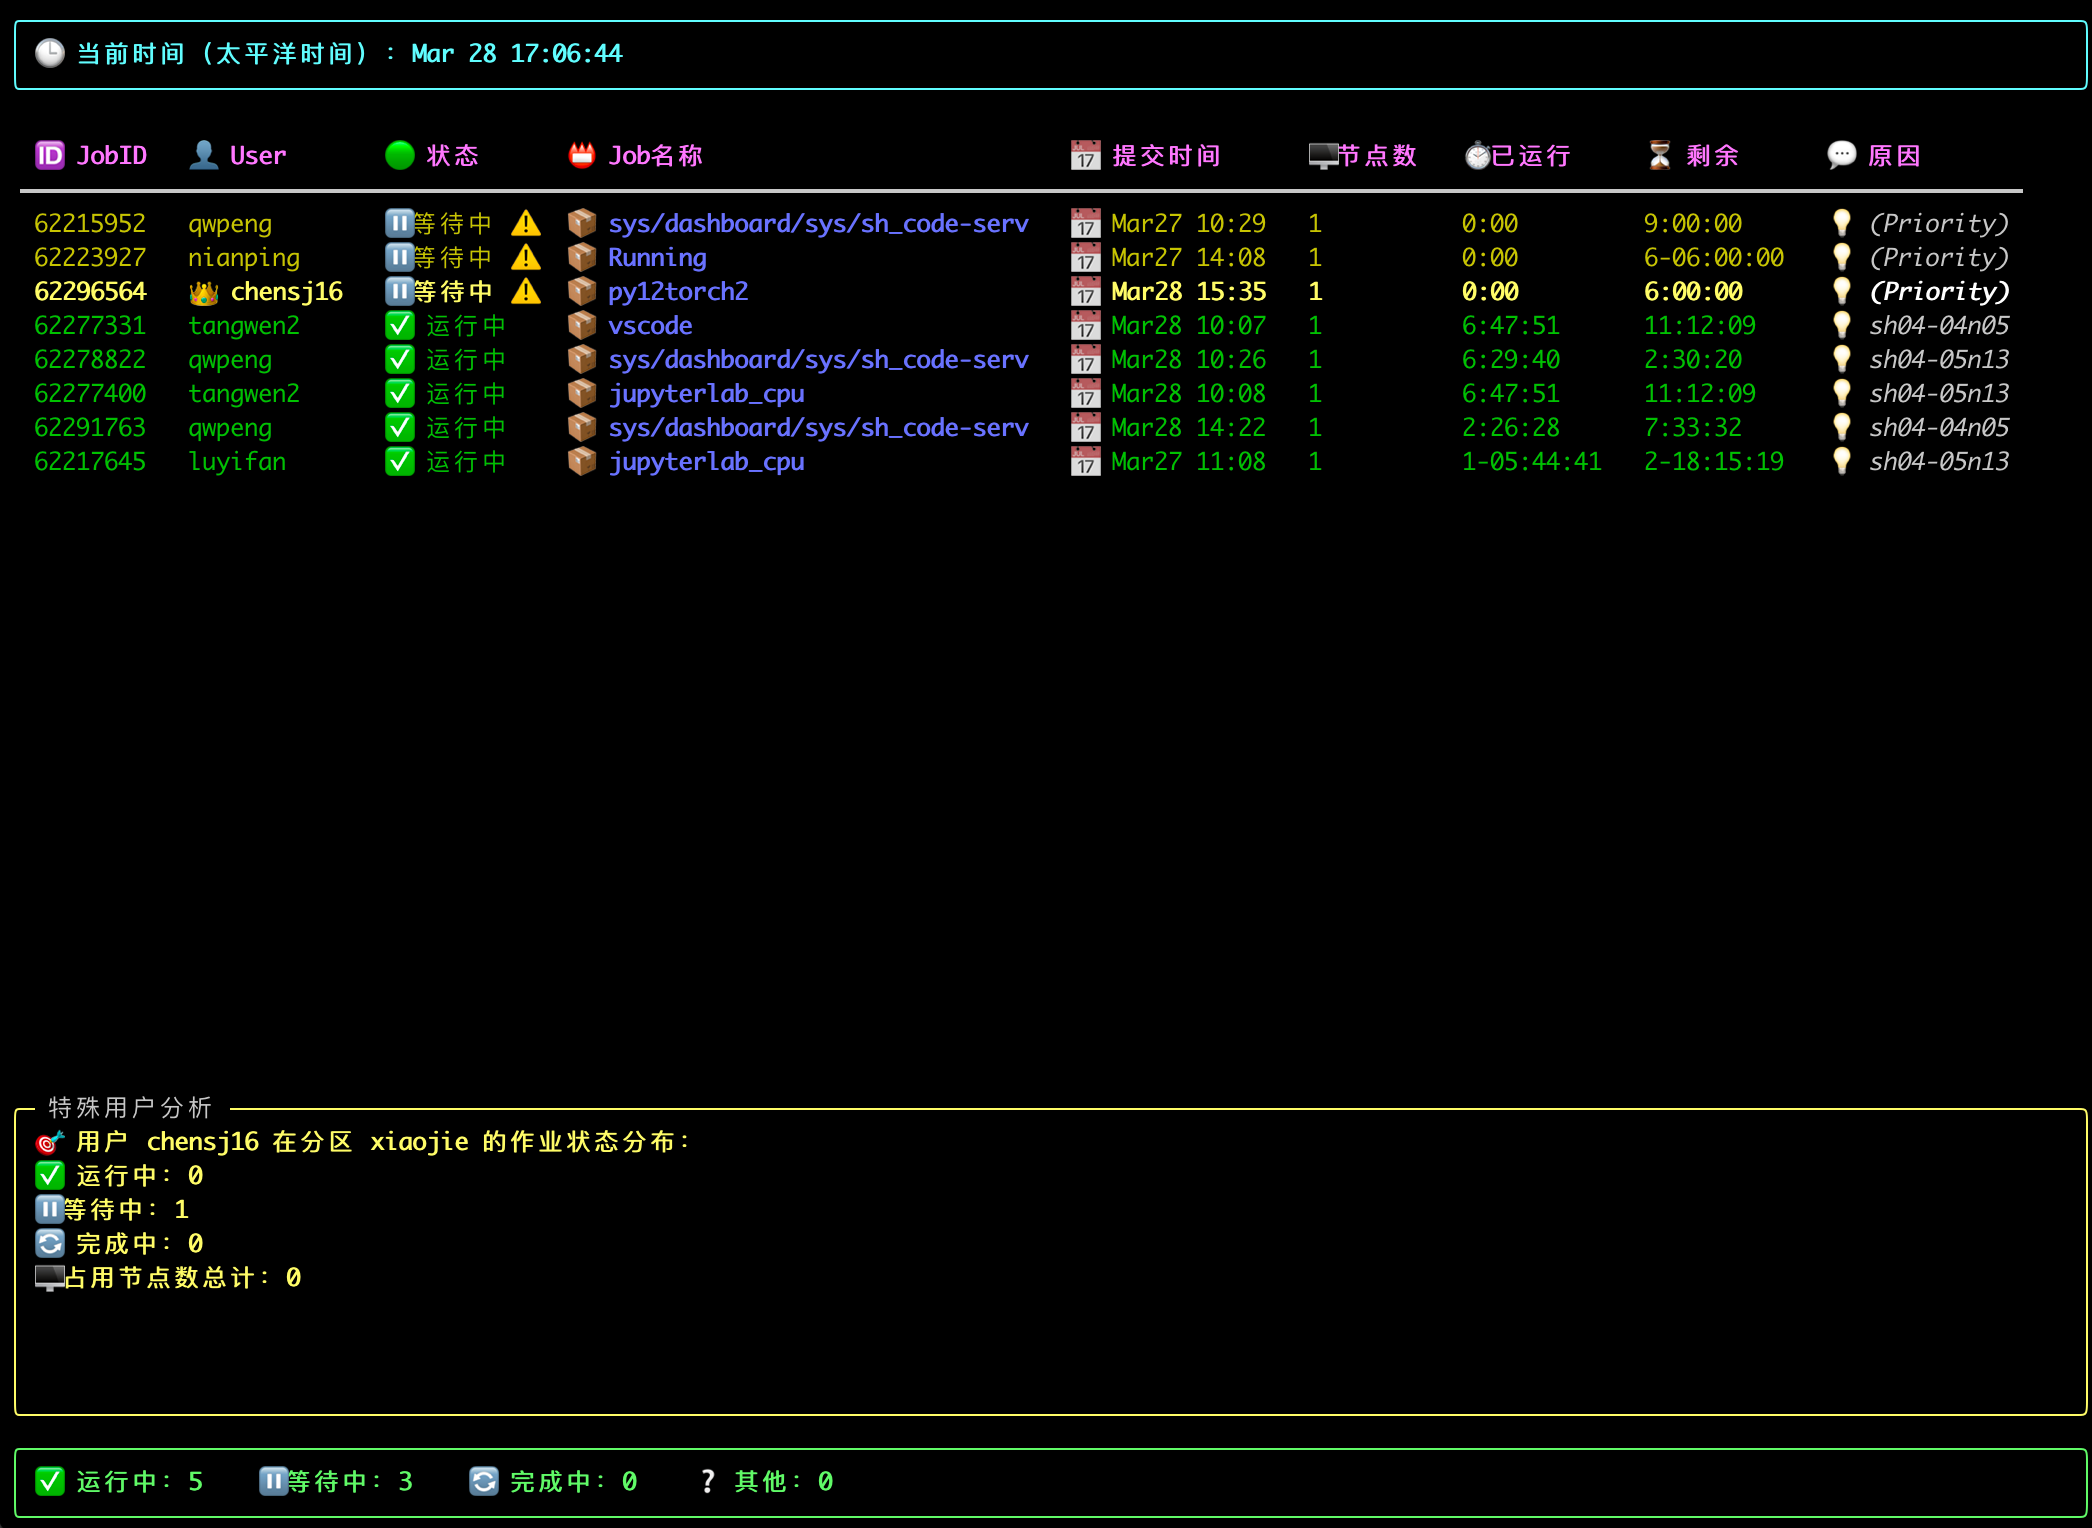 当前时间（太平洋时间）: Mar 28 17:06:44
JobID User 状态 Job名称 提交时间 节点数 已运行 剩余 原因
62215952 qwpeng 等待中 sys/dashboard/sys/sh_code-serv Mar27 10:29 1 0:00 9:00:00 (Priority)
62223927 nianping 等待中 Running Mar27 14:08 1 0:00 6-06:00:00 (Priority)
62296564 chensj16 等待中 py12torch2 Mar28 15:35 1 0:00 6:00:00 (Priority)
62277331 tangwen2 运行中 vscode Mar28 10:07 1 6:47:51 11:12:09 sh04-04n05
62278822 qwpeng 运行中 sys/dashboard/sys/sh_code-serv Mar28 10:26 1 6:29:40 2:30:20 sh04-05n13
62277400 tangwen2 运行中 jupyterlab_cpu Mar28 10:08 1 6:47:51 11:12:09 sh04-05n13
62291763 qwpeng 运行中 sys/dashboard/sys/sh_code-serv Mar28 14:22 1 2:26:28 7:33:32 sh04-04n05
62217645 luyifan 运行中 jupyterlab_cpu Mar27 11:08 1 1-05:44:41 2-18:15:19 sh04-05n13
特殊用户分析
用户 chensj16 在分区 xiaojie 的作业状态分布:
运行中: 0
等待中: 1
完成中: 0
占用节点数总计: 0
运行中: 5 等待中: 3 完成中: 0 ? 其他: 0